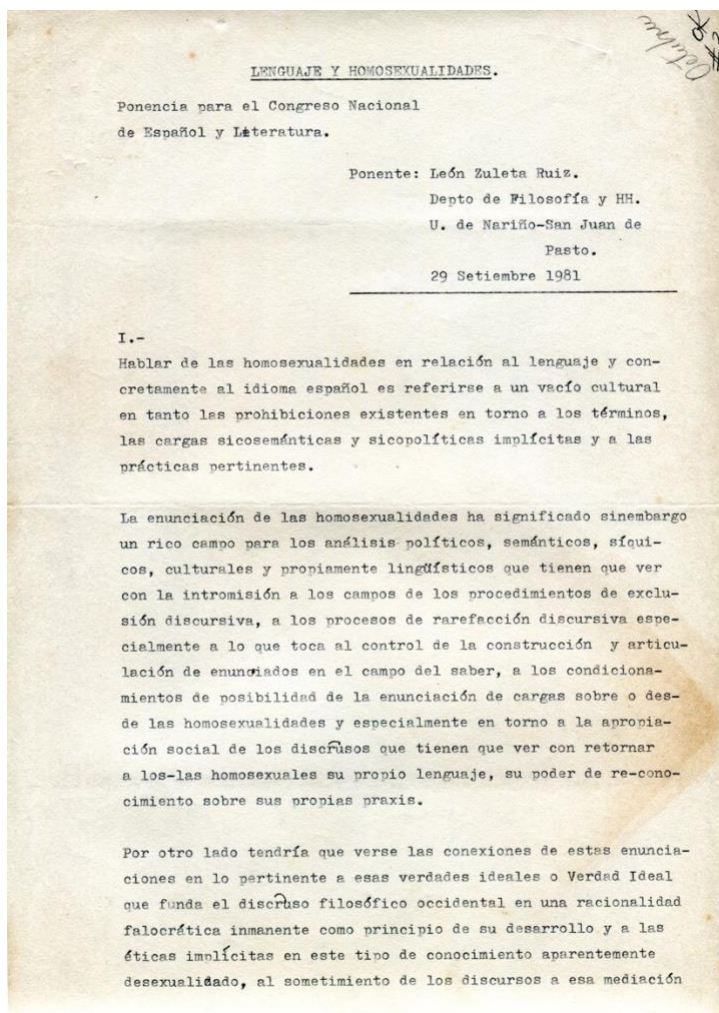 Octubre
LENGUAJE Y HOMOSEXUALIDADES.
Ponencia para el Congreso Nacional
de Español y Literatura.
Ponente: León Zuleta Ruiz.
Depto de Filosofía y HH.
U. de Nariño-San Juan de
Pasto.
29 Setiembre 1981
I.-
Hablar de las homosexualidades en relación al lenguaje y con-
cretamente al idioma español es referirse a un vacío cultural
en tanto las prohibiciones existentes en torno a los términos,
las cargas sicosemánticas y sicopolíticas implícitas y a las
prácticas pertinentes.
La enunciación de las homosexualidades ha significado sinembargo
un rico campo para los análisis políticos, semánticos, síqui-
cos, culturales y propiamente lingüísticos que tienen que ver
con la intromisión a los campos de los procedimientos de exclu-
sión discursiva, a los procesos de rarefacción discursiva espe-
cialmente a lo que toca al control de la construcción y articu-
lación de enunciados en el campo del saber, a los condiciona-
mientos de posibilidad de la enunciación de cargas sobre o des-
de las homosexualidades y especialmente en torno a la apropia-
ción social de los discrusos que tienen que ver con retornar
a los-las homosexuales su propio lenguaje, su poder de re-cono-
cimiento sobre sus propias praxis.
Por otro lado tendría que verse las conexiones de estas enuncia-
ciones en lo pertinente a esas verdades ideales o Verdad Ideal
que funda el discruso filosófico occidental en una racionalidad
falocrática inmanente como principio de su desarrollo y a las
éticas implícitas en este tipo de conocimiento aparentemente
desexualidado, al sometimiento de los discursos a esa mediación